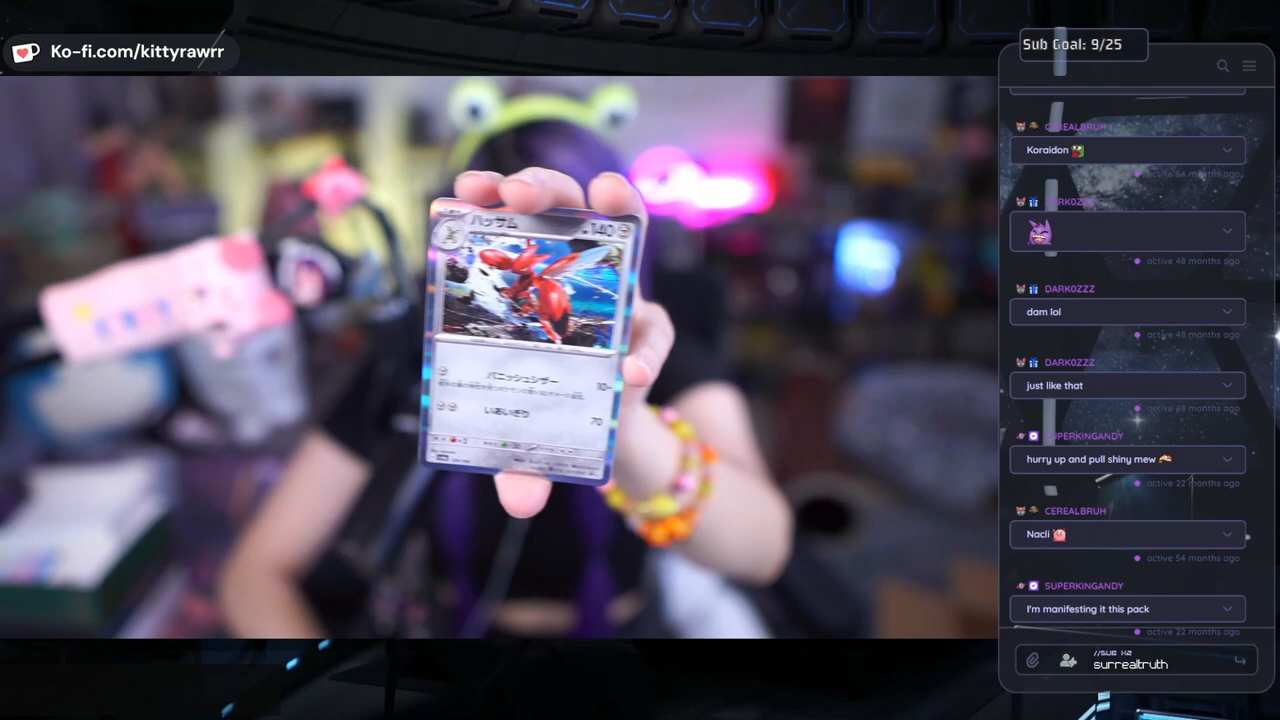 Ko-fi.com/kittyrawrr
ハッサム
140
パニッシュシザー
10+
いあいぎり
70
Sub Goal: 9/25
CEREALBRUH
Koraidon
active 54 months ago
DARK0ZZZ
active 48 months ago
DARK0ZZZ
dam lol
active 48 months ago
DARK0ZZZ
just like that
active 48 months ago
SUPERKINGANDY
hurry up and pull shiny mew
active 22 months ago
CEREALBRUH
Nacli
active 54 months ago
SUPERKINGANDY
I'm manifesting it this pack
active 22 months ago
surrealtruth